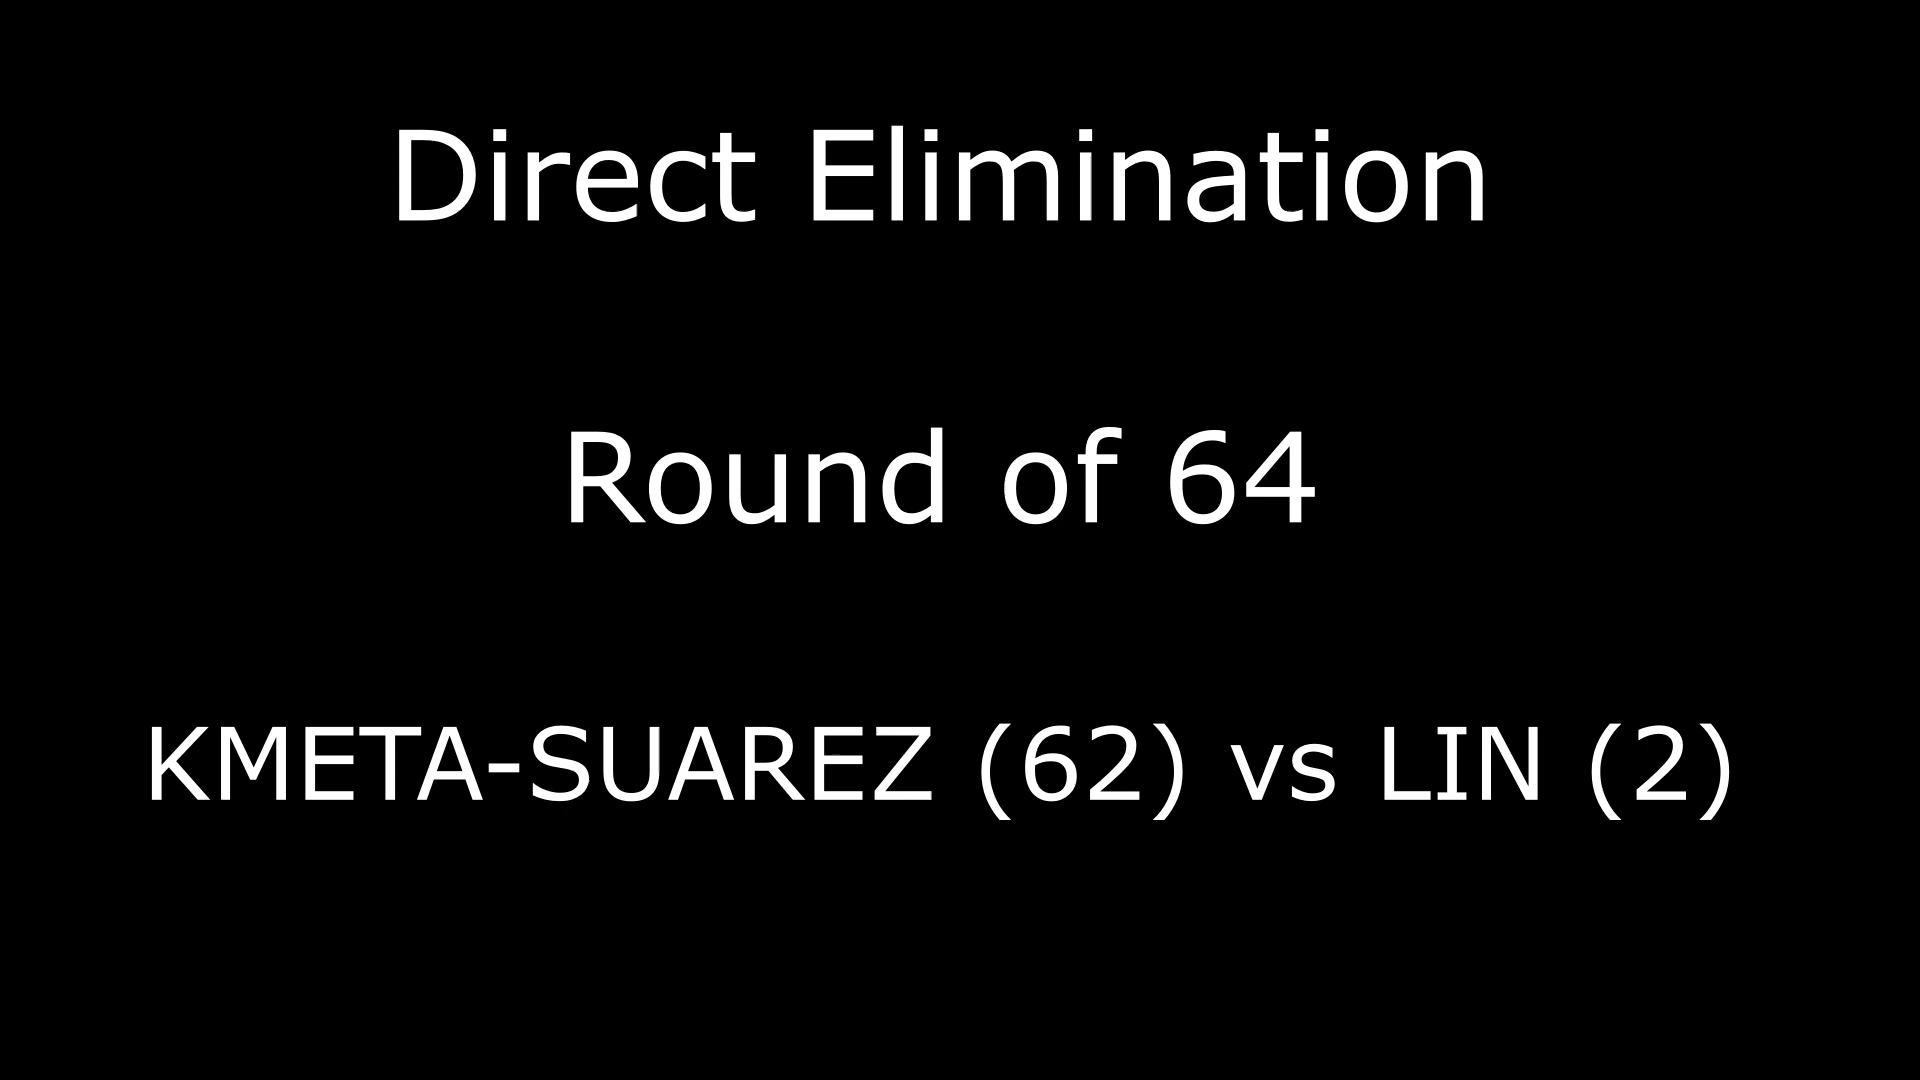 Direct Elimination
Round of 64
KMETA-SUAREZ (62) vs LIN (2)